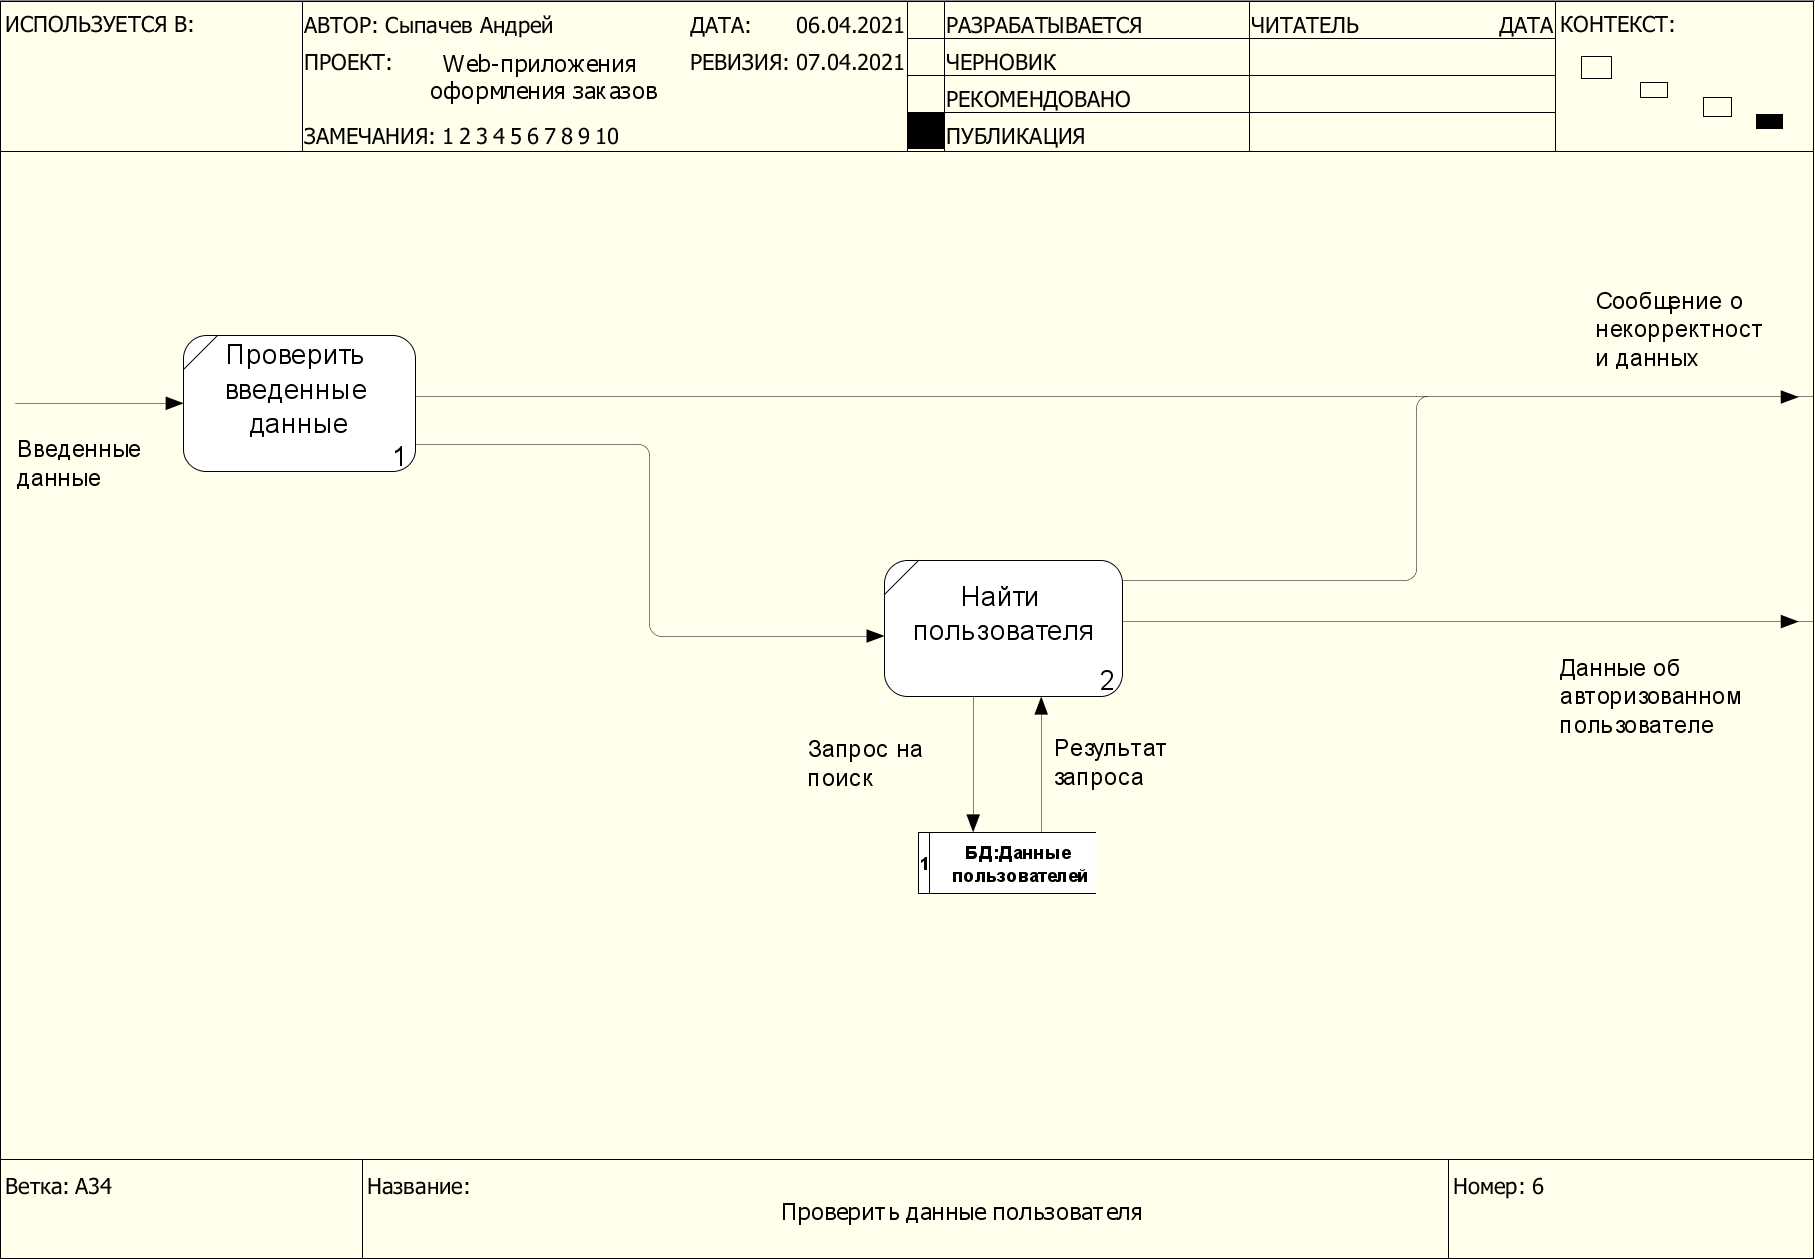 ИСПОЛЬЗУЕТСЯ В:
АВТОР: Сыпачев Андрей
ДАТА: 06.04.2021
ПРОЕКТ: Web-приложения
оформления заказов
РЕВИЗИЯ: 07.04.2021
ЗАМЕЧАНИЯ: 1 2 3 4 5 6 7 8 9 10
РАЗРАБАТЫВАЕТСЯ
ЧЕРНОВИК
РЕКОМЕНДОВАНО
ПУБЛИКАЦИЯ
ЧИТАТЕЛЬ ДАТА
КОНТЕКСТ:
Сообщение о
некорректност
и данных
Проверить
введенные
данные
1
Введенные
данные
Найти
пользователя
2
Данные об
авторизованном
пользователе
Запрос на
поиск
Результат
запроса
1
БД:Данные
пользователей
Ветка: A34
Название:
Проверить данные пользователя
Номер: 6